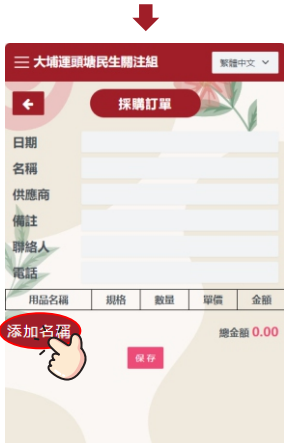 大埔連頭塘民生關注組 繁體中文
採購訂單
日期
名稱
供應商
備註
聯絡人
電話
用品名稱 規格 數量 單價 金額
添加名稱 總金額 0.00
保存